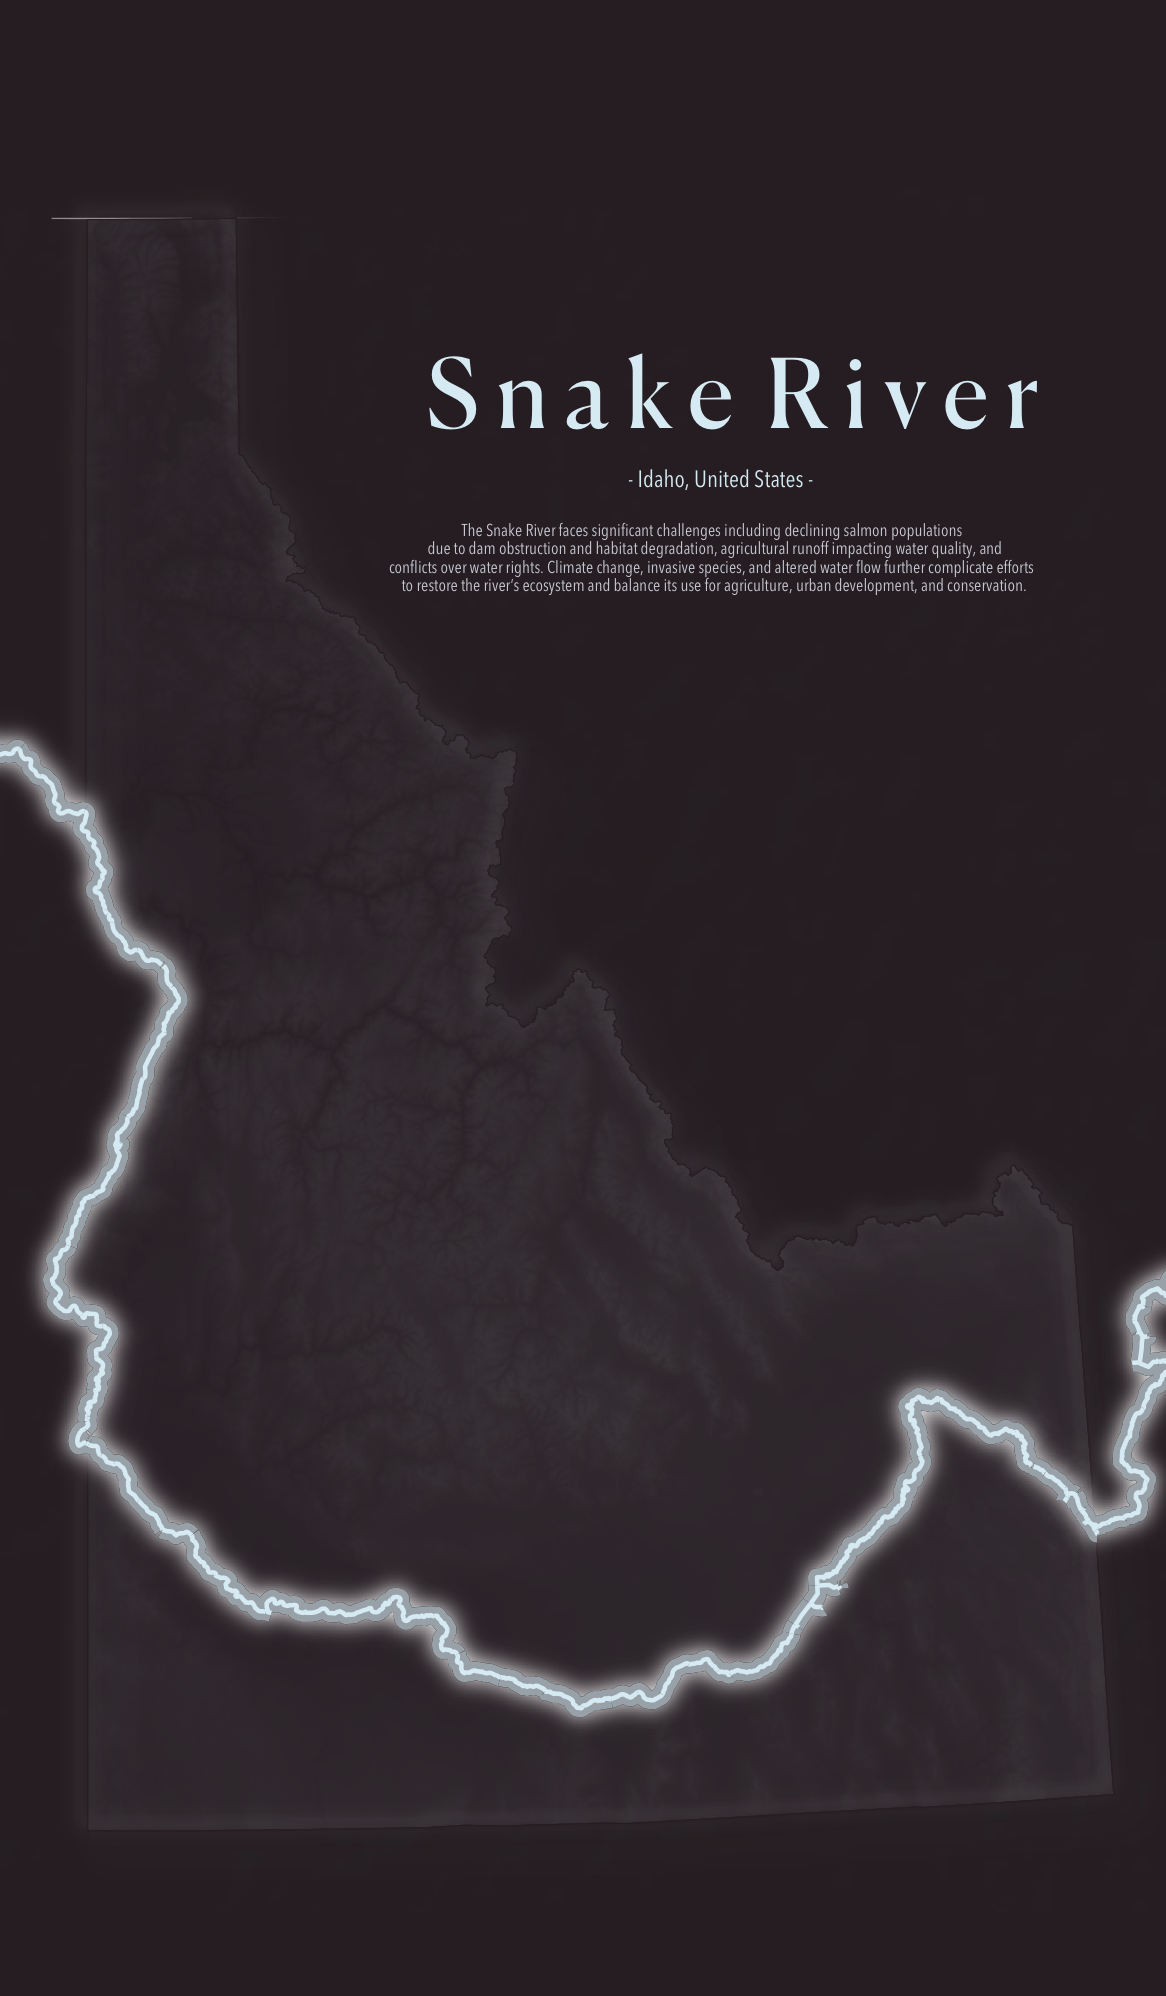 Snake River
- Idaho, United States -
The Snake River faces significant challenges including declining salmon populations
due to dam obstruction and habitat degradation, agricultural runoff impacting water quality, and
conflicts over water rights. Climate change, invasive species, and altered water flow further complicate efforts
to restore the river’s ecosystem and balance its use for agriculture, urban development, and conservation.